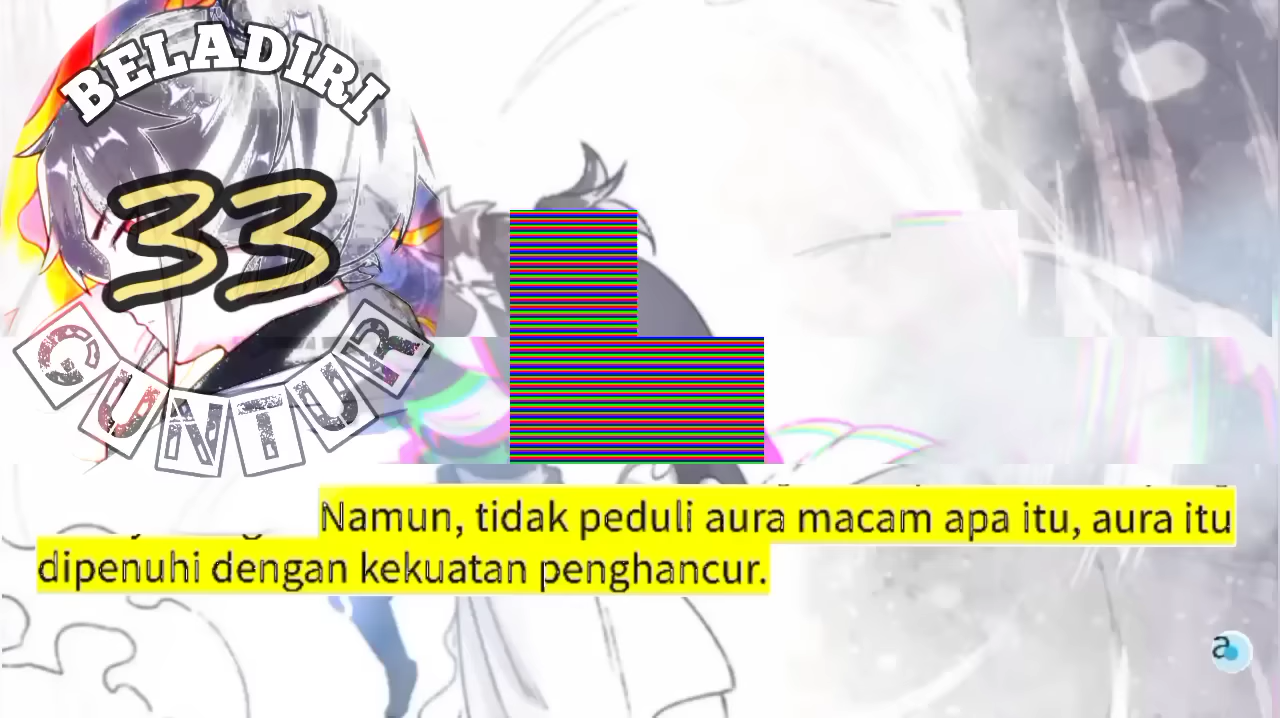 BELADIRI
33
GUNTUR
Namun, tidak peduli aura macam apa itu, aura itu
dipenuhi dengan kekuatan penghancur.
a